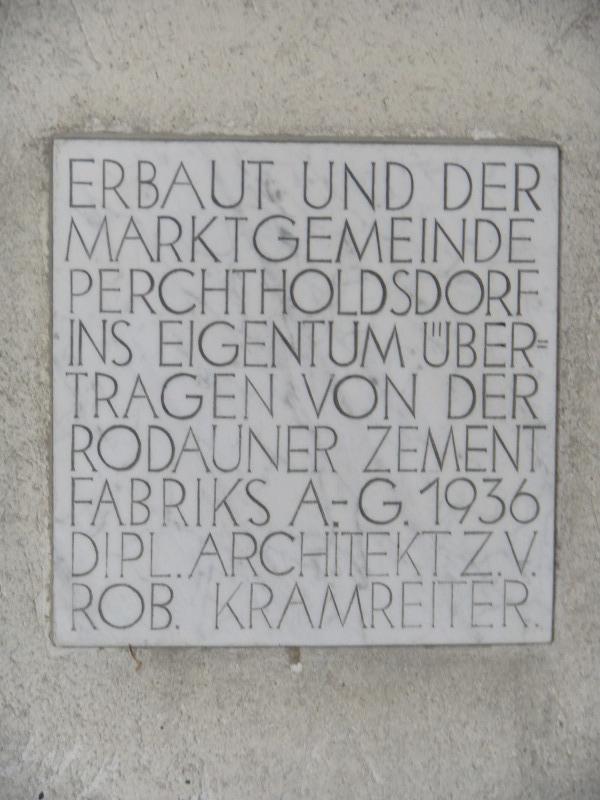 ERBAUT UND DER
MARKTGEMEINDE
PERCHTHOLDSDORF
INS EIGENTUM ÜBER=
TRAGEN VON DER
RODAUNER ZEMENT
FABRIKS A.-G. 1936
DIPL. ARCHITEKT Z.V.
ROB. KRAMREITER.